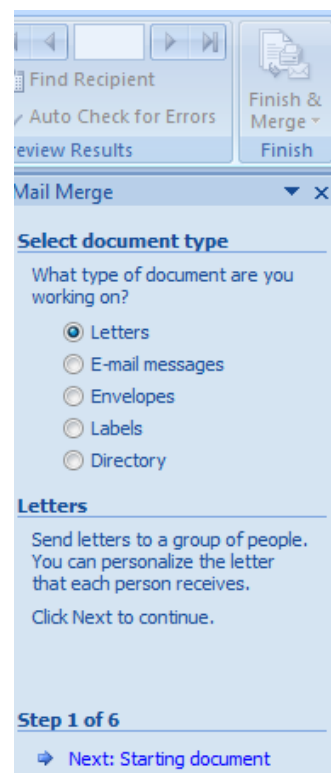 Find Recipient
Auto Check for Errors
Finish &
Merge
review Results
Finish
Mail Merge
Select document type
What type of document are you
working on?
Letters
E-mail messages
Envelopes
Labels
Directory
Letters
Send letters to a group of people.
You can personalize the letter
that each person receives.
Click Next to continue.
Step 1 of 6
Next: Starting document